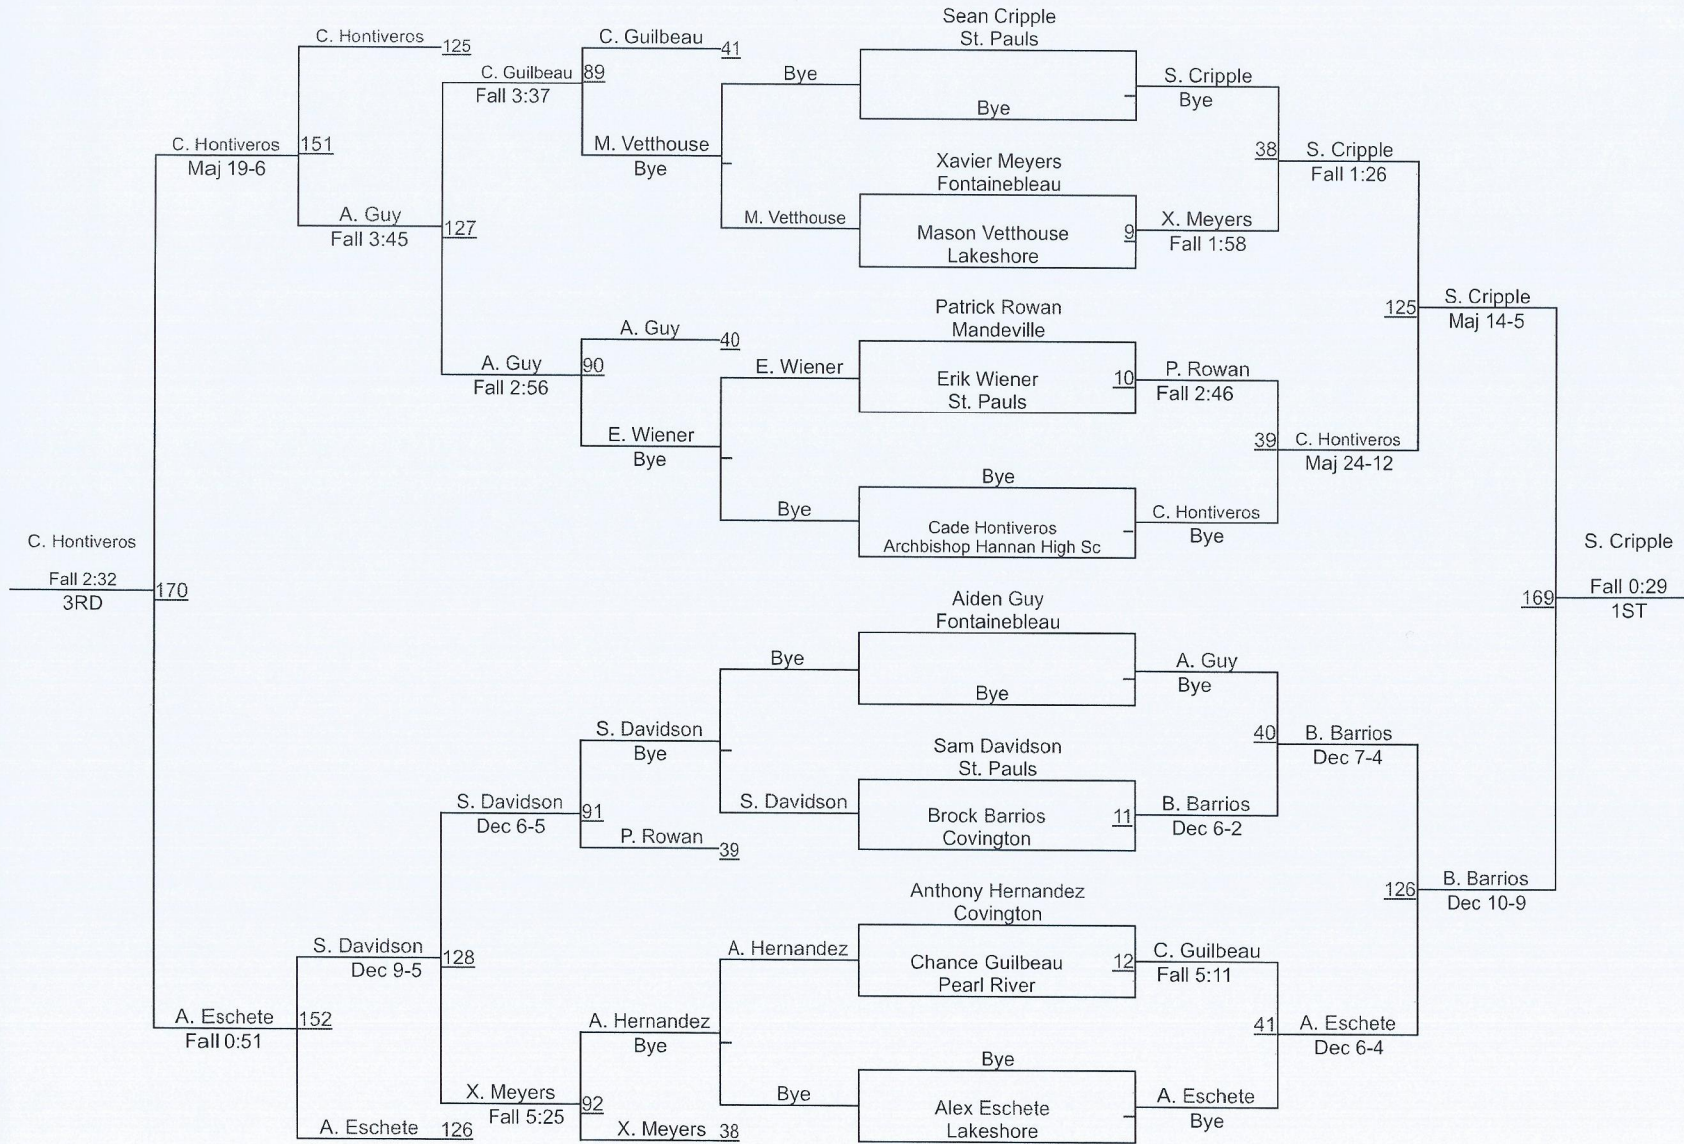 Sean Cripple
St. Pauls
Bye
S. Cripple
Bye
Xavier Meyers
Fontainebleau
Mason Vetthouse
Lakeshore
9
X. Meyers
Fall 1:58
38
S. Cripple
Fall 1:26
Patrick Rowan
Mandeville
Erik Wiener
St. Pauls
10
P. Rowan
Fall 2:46
Bye
Cade Hontiveros
Archbishop Hannan High Sc
C. Hontiveros
Bye
39
C. Hontiveros
Maj 24-12
125
S. Cripple
Maj 14-5
Aiden Guy
Fontainebleau
Bye
A. Guy
Bye
Sam Davidson
St. Pauls
Brock Barrios
Covington
11
B. Barrios
Dec 6-2
40
B. Barrios
Dec 7-4
Anthony Hernandez
Covington
Chance Guilbeau
Pearl River
12
C. Guilbeau
Fall 5:11
Bye
Alex Eschete
Lakeshore
A. Eschete
Bye
41
A. Eschete
Dec 6-4
126
B. Barrios
Dec 10-9
169
S. Cripple
Fall 0:29
1ST
Bye
M. Vetthouse
C. Guilbeau
41
M. Vetthouse
Bye
89
C. Guilbeau
Fall 3:37
E. Wiener
Bye
A. Guy
40
E. Wiener
Bye
90
A. Guy
Fall 2:56
127
A. Guy
Fall 3:45
C. Hontiveros
125
151
C. Hontiveros
Maj 19-6
Bye
S. Davidson
S. Davidson
Bye
P. Rowan
39
91
S. Davidson
Dec 6-5
A. Hernandez
Bye
A. Hernandez
Bye
X. Meyers
38
92
X. Meyers
Fall 5:25
128
S. Davidson
Dec 9-5
A. Eschete
126
152
A. Eschete
Fall 0:51
170
C. Hontiveros
Fall 2:32
3RD